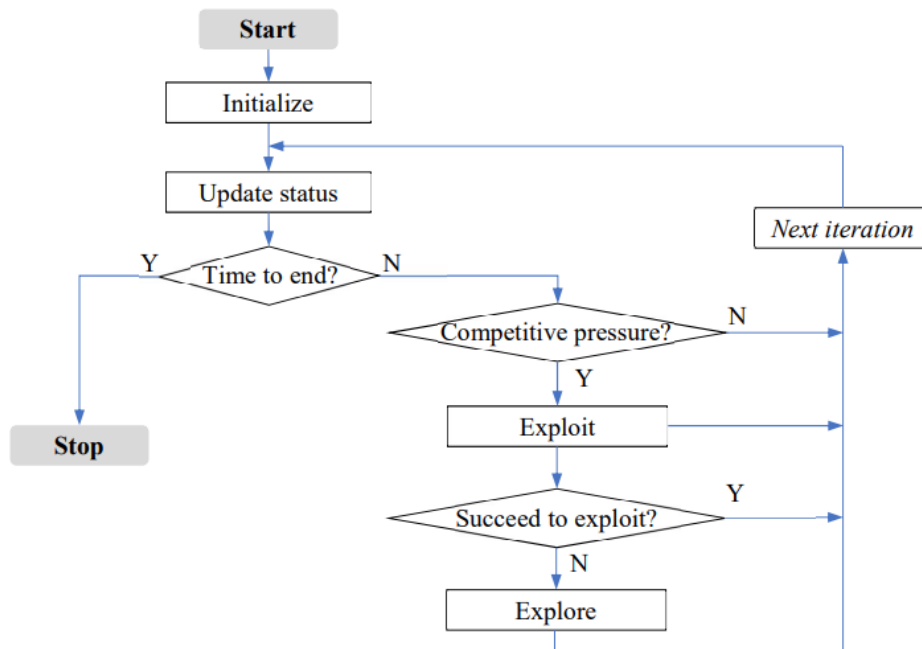 Start
Initialize
Update status
Next iteration
Y
Time to end?
N
Competitive pressure?
N
Y
Stop
Exploit
Y
Succeed to exploit?
N
Explore